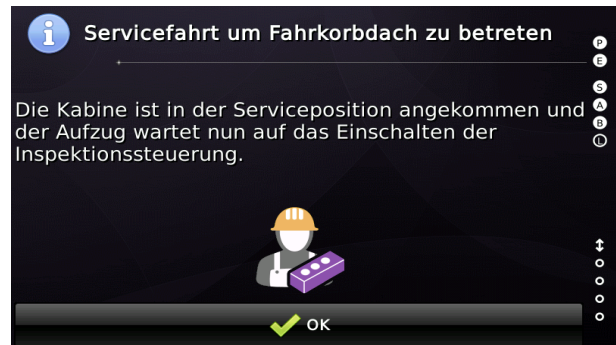 Servicefahrt um Fahrkorbdach zu betreten
Die Kabine ist in der Serviceposition angekommen und
der Aufzug wartet nun auf das Einschalten der
Inspektionssteuerung.
OK
P
E
S
A
B
L